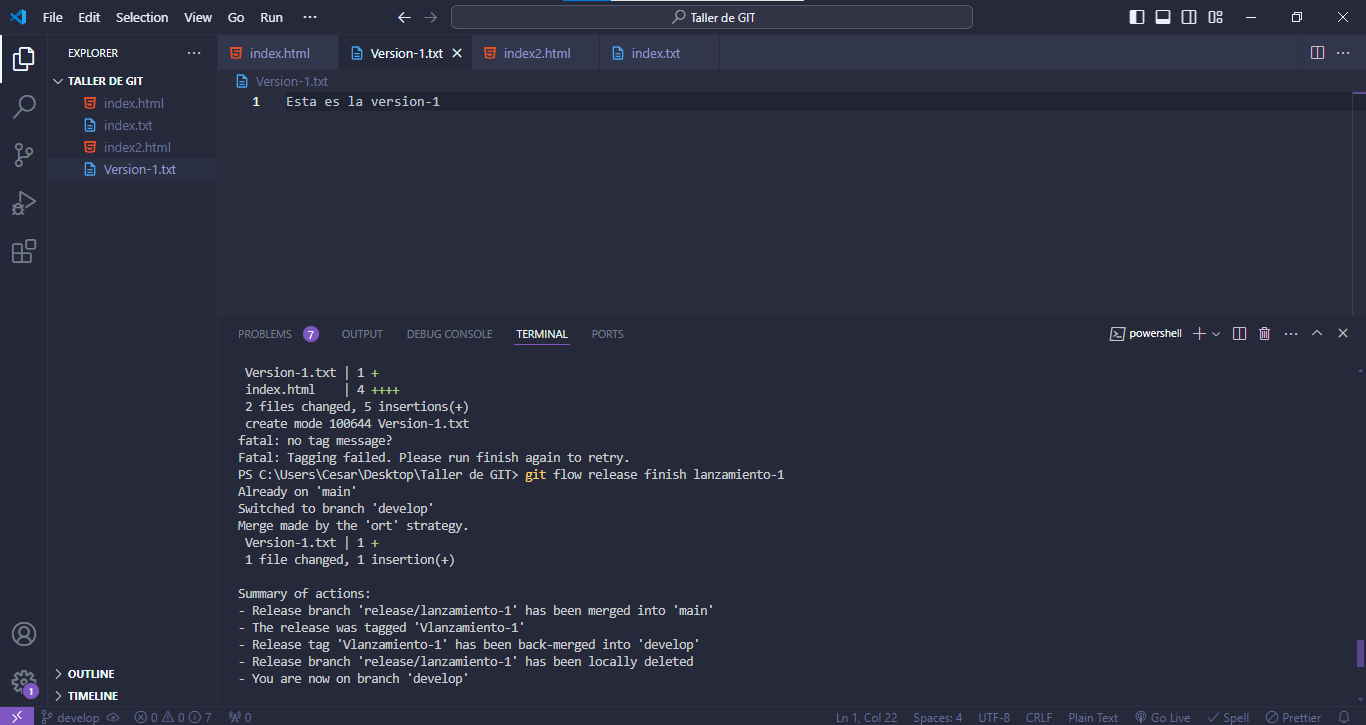 File Edit Selection View Go Run ···
Taller de GIT
EXPLORER ···
index.html Version-1.txt index2.html index.txt ···
TALLER DE GIT
index.html
index.txt
index2.html
Version-1.txt
Version-1.txt
1 Esta es la version-1
PROBLEMS 7 OUTPUT DEBUG CONSOLE TERMINAL PORTS
powershell
Version-1.txt | 1 +
index.html    | 4 ++++
2 files changed, 5 insertions(+)
create mode 100644 Version-1.txt
fatal: no tag message?
Fatal: Tagging failed. Please run finish again to retry.
PS C:\Users\Cesar\Desktop\Taller de GIT> git flow release finish lanzamiento-1
Already on 'main'
Switched to branch 'develop'
Merge made by the 'ort' strategy.
Version-1.txt | 1 +
1 file changed, 1 insertion(+)
Summary of actions:
- Release branch 'release/lanzamiento-1' has been merged into 'main'
- The release was tagged 'Vlanzamiento-1'
- Release tag 'Vlanzamiento-1' has been back-merged into 'develop'
- Release branch 'release/lanzamiento-1' has been locally deleted
- You are now on branch 'develop'
OUTLINE
TIMELINE
1
develop 0 0 7 0 Ln 1, Col 22 Spaces: 4 UTF-8 CRLF Plain Text Go Live Spell Prettier